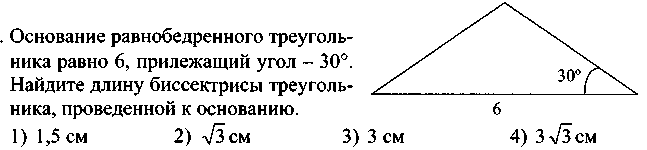 . Основание равнобедренного треуголь-
ника равно 6, прилежащий угол – 30°.
Найдите длину биссектрисы треуголь-
ника, проведенной к основанию.
30°
6
1) 1,5 см 2) √3 см 3) 3 см 4) 3√3 см